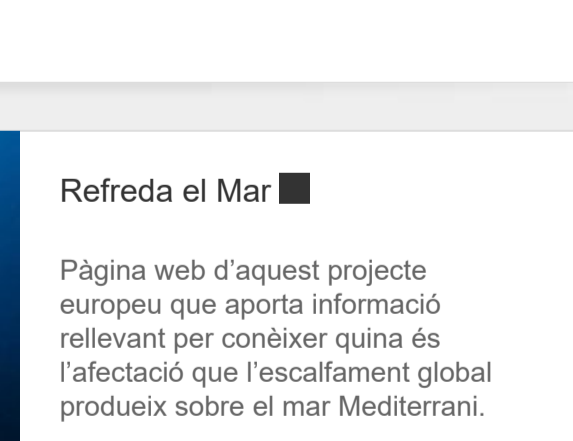 Refreda el Mar
Pàgina web d’aquest projecte
europeu que aporta informació
rellevant per conèixer quina és
l’afectació que l’escalfament global
produeix sobre el mar Mediterrani.